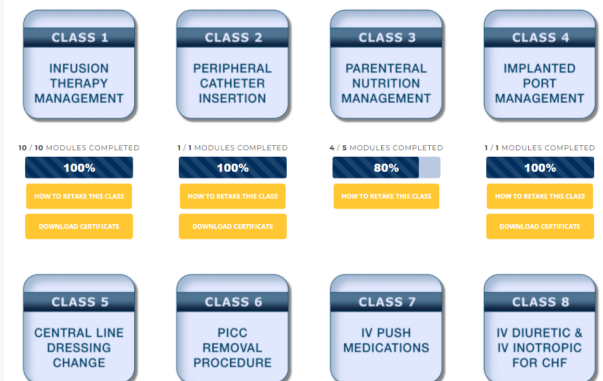 CLASS 1
INFUSION
THERAPY
MANAGEMENT
10 / 10 MODULES COMPLETED
100%
HOW TO RETAKE THIS CLASS
DOWNLOAD CERTIFICATE
CLASS 2
PERIPHERAL
CATHETER
INSERTION
1 / 1 MODULES COMPLETED
100%
HOW TO RETAKE THIS CLASS
DOWNLOAD CERTIFICATE
CLASS 3
PARENTERAL
NUTRITION
MANAGEMENT
4 / 5 MODULES COMPLETED
80%
HOW TO RETAKE THIS CLASS
CLASS 4
IMPLANTED
PORT
MANAGEMENT
1 / 1 MODULES COMPLETED
100%
HOW TO RETAKE THIS CLASS
DOWNLOAD CERTIFICATE
CLASS 5
CENTRAL LINE
DRESSING
CHANGE
CLASS 6
PICC
REMOVAL
PROCEDURE
CLASS 7
IV PUSH
MEDICATIONS
CLASS 8
IV DIURETIC &
IV INOTROPIC
FOR CHF